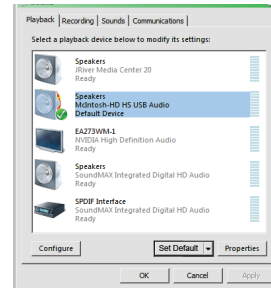 Playback Recording Sounds Communications
Select a playback device below to modify its settings:
Speakers
JRiver Media Center 20
Ready
Speakers
McIntosh-HD HS USB Audio
Default Device
EA273WM-1
NVIDIA High Definition Audio
Ready
Speakers
SoundMAX Integrated Digital HD Audio
Ready
SPDIF Interface
SoundMAX Integrated Digital HD Audio
Ready
Configure Set Default Properties
OK Cancel Apply